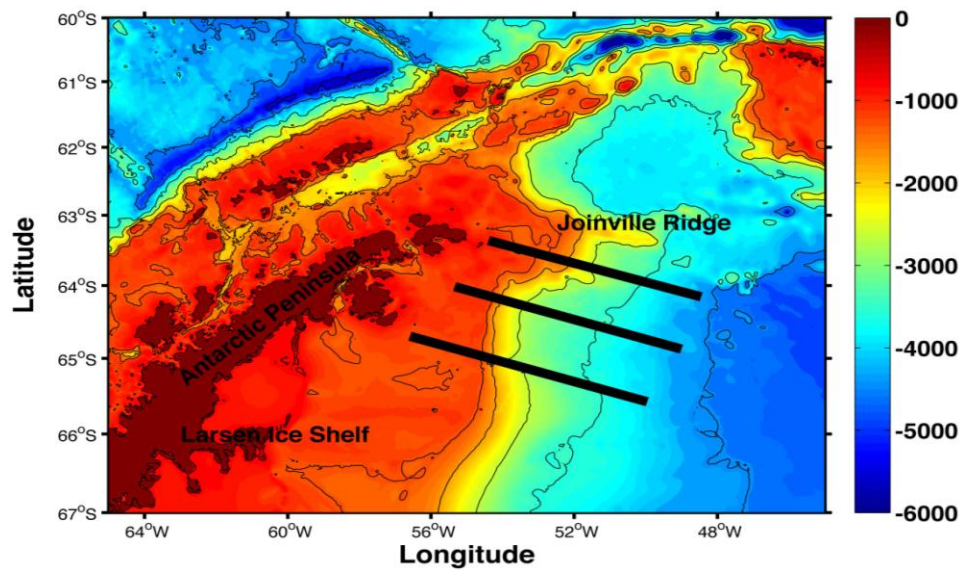 60°S
61°S
62°S
63°S
64°S
65°S
66°S
67°S
Latitude
64°W
60°W
56°W
52°W
48°W
Longitude
Joinville Ridge
Antarctic Peninsula
Larsen Ice Shelf
0
-1000
-2000
-3000
-4000
-5000
-6000